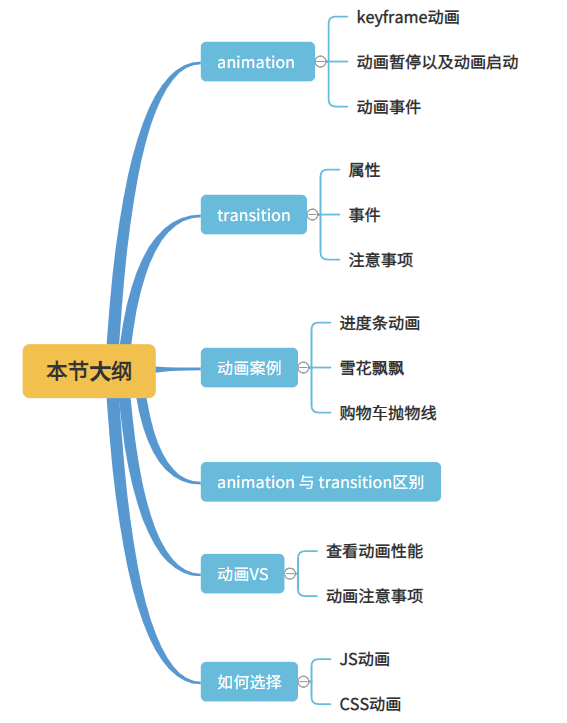 本节大纲
animation
keyframe动画
动画暂停以及动画启动
动画事件
transition
属性
事件
注意事项
动画案例
进度条动画
雪花飘飘
购物车抛物线
animation 与 transition区别
动画VS
查看动画性能
动画注意事项
如何选择
JS动画
CSS动画